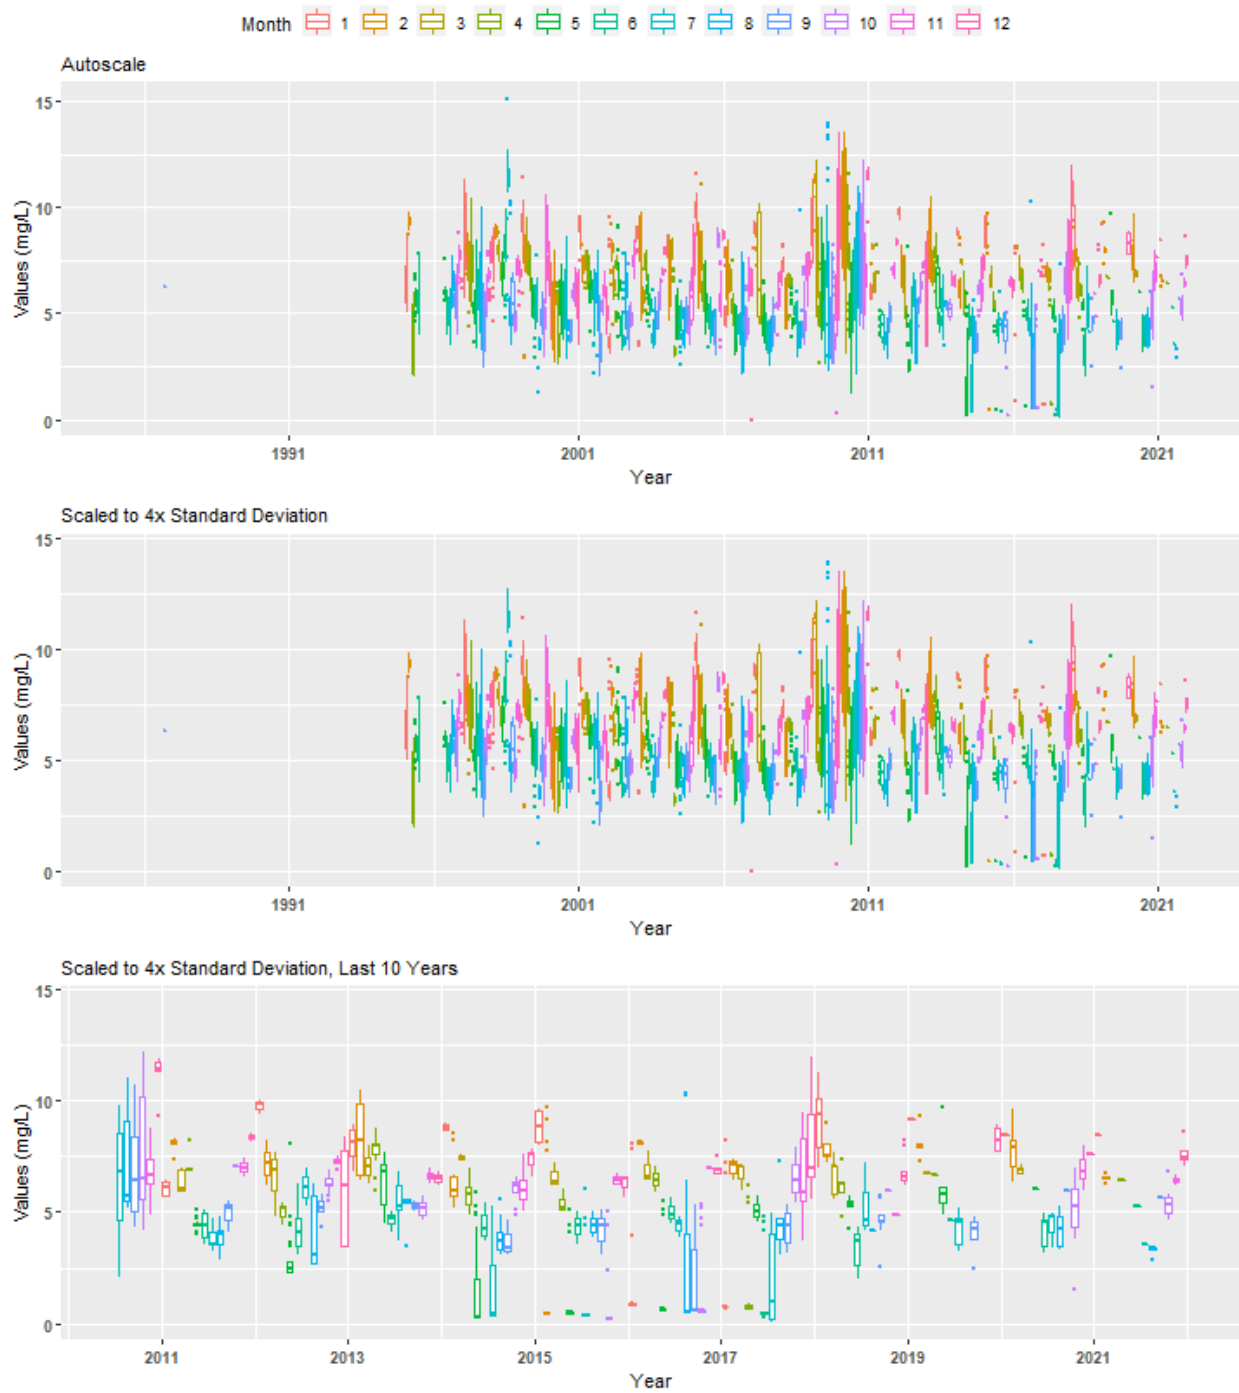 Month 1 2 3 4 5 6 7 8 9 10 11 12
Autoscale
15
10
5
0
Values (mg/L)
1991 2001 2011 2021
Year
Scaled to 4x Standard Deviation
15
10
5
0
Values (mg/L)
1991 2001 2011 2021
Year
Scaled to 4x Standard Deviation, Last 10 Years
15
10
5
0
Values (mg/L)
2011 2013 2015 2017 2019 2021
Year